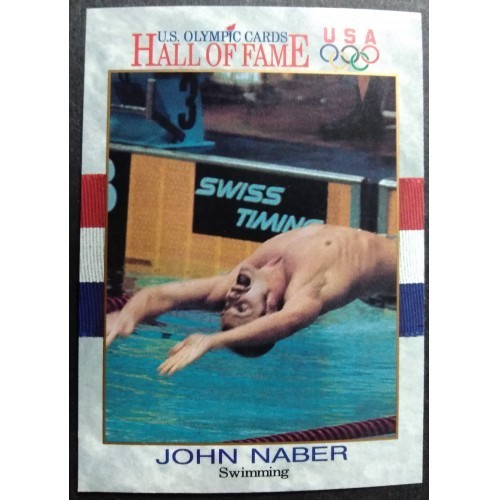 U.S. OLYMPIC CARDS
HALL OF FAME
USA
3
SWISS
TIMING
JOHN NABER
Swimming